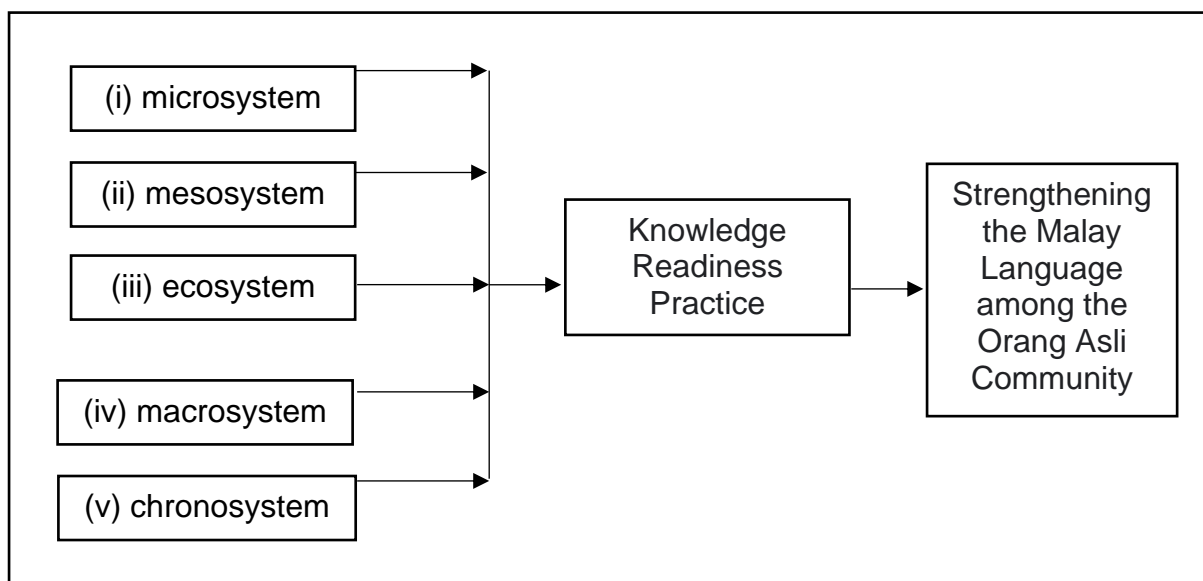 (i) microsystem
(ii) mesosystem
(iii) ecosystem
(iv) macrosystem
(v) chronosystem
Knowledge
Readiness
Practice
Strengthening
the Malay
Language
among the
Orang Asli
Community